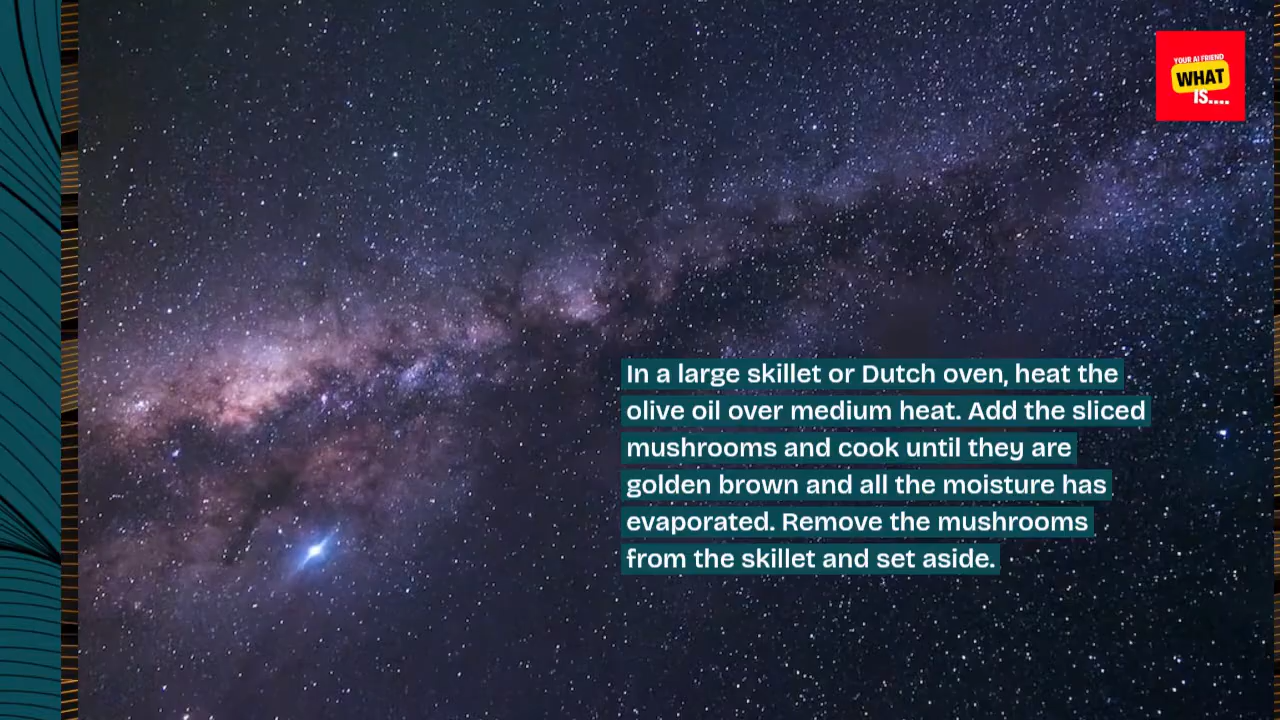 YOUR AI FRIEND
WHAT
IS....
In a large skillet or Dutch oven, heat the
olive oil over medium heat. Add the sliced
mushrooms and cook until they are
golden brown and all the moisture has
evaporated. Remove the mushrooms
from the skillet and set aside.